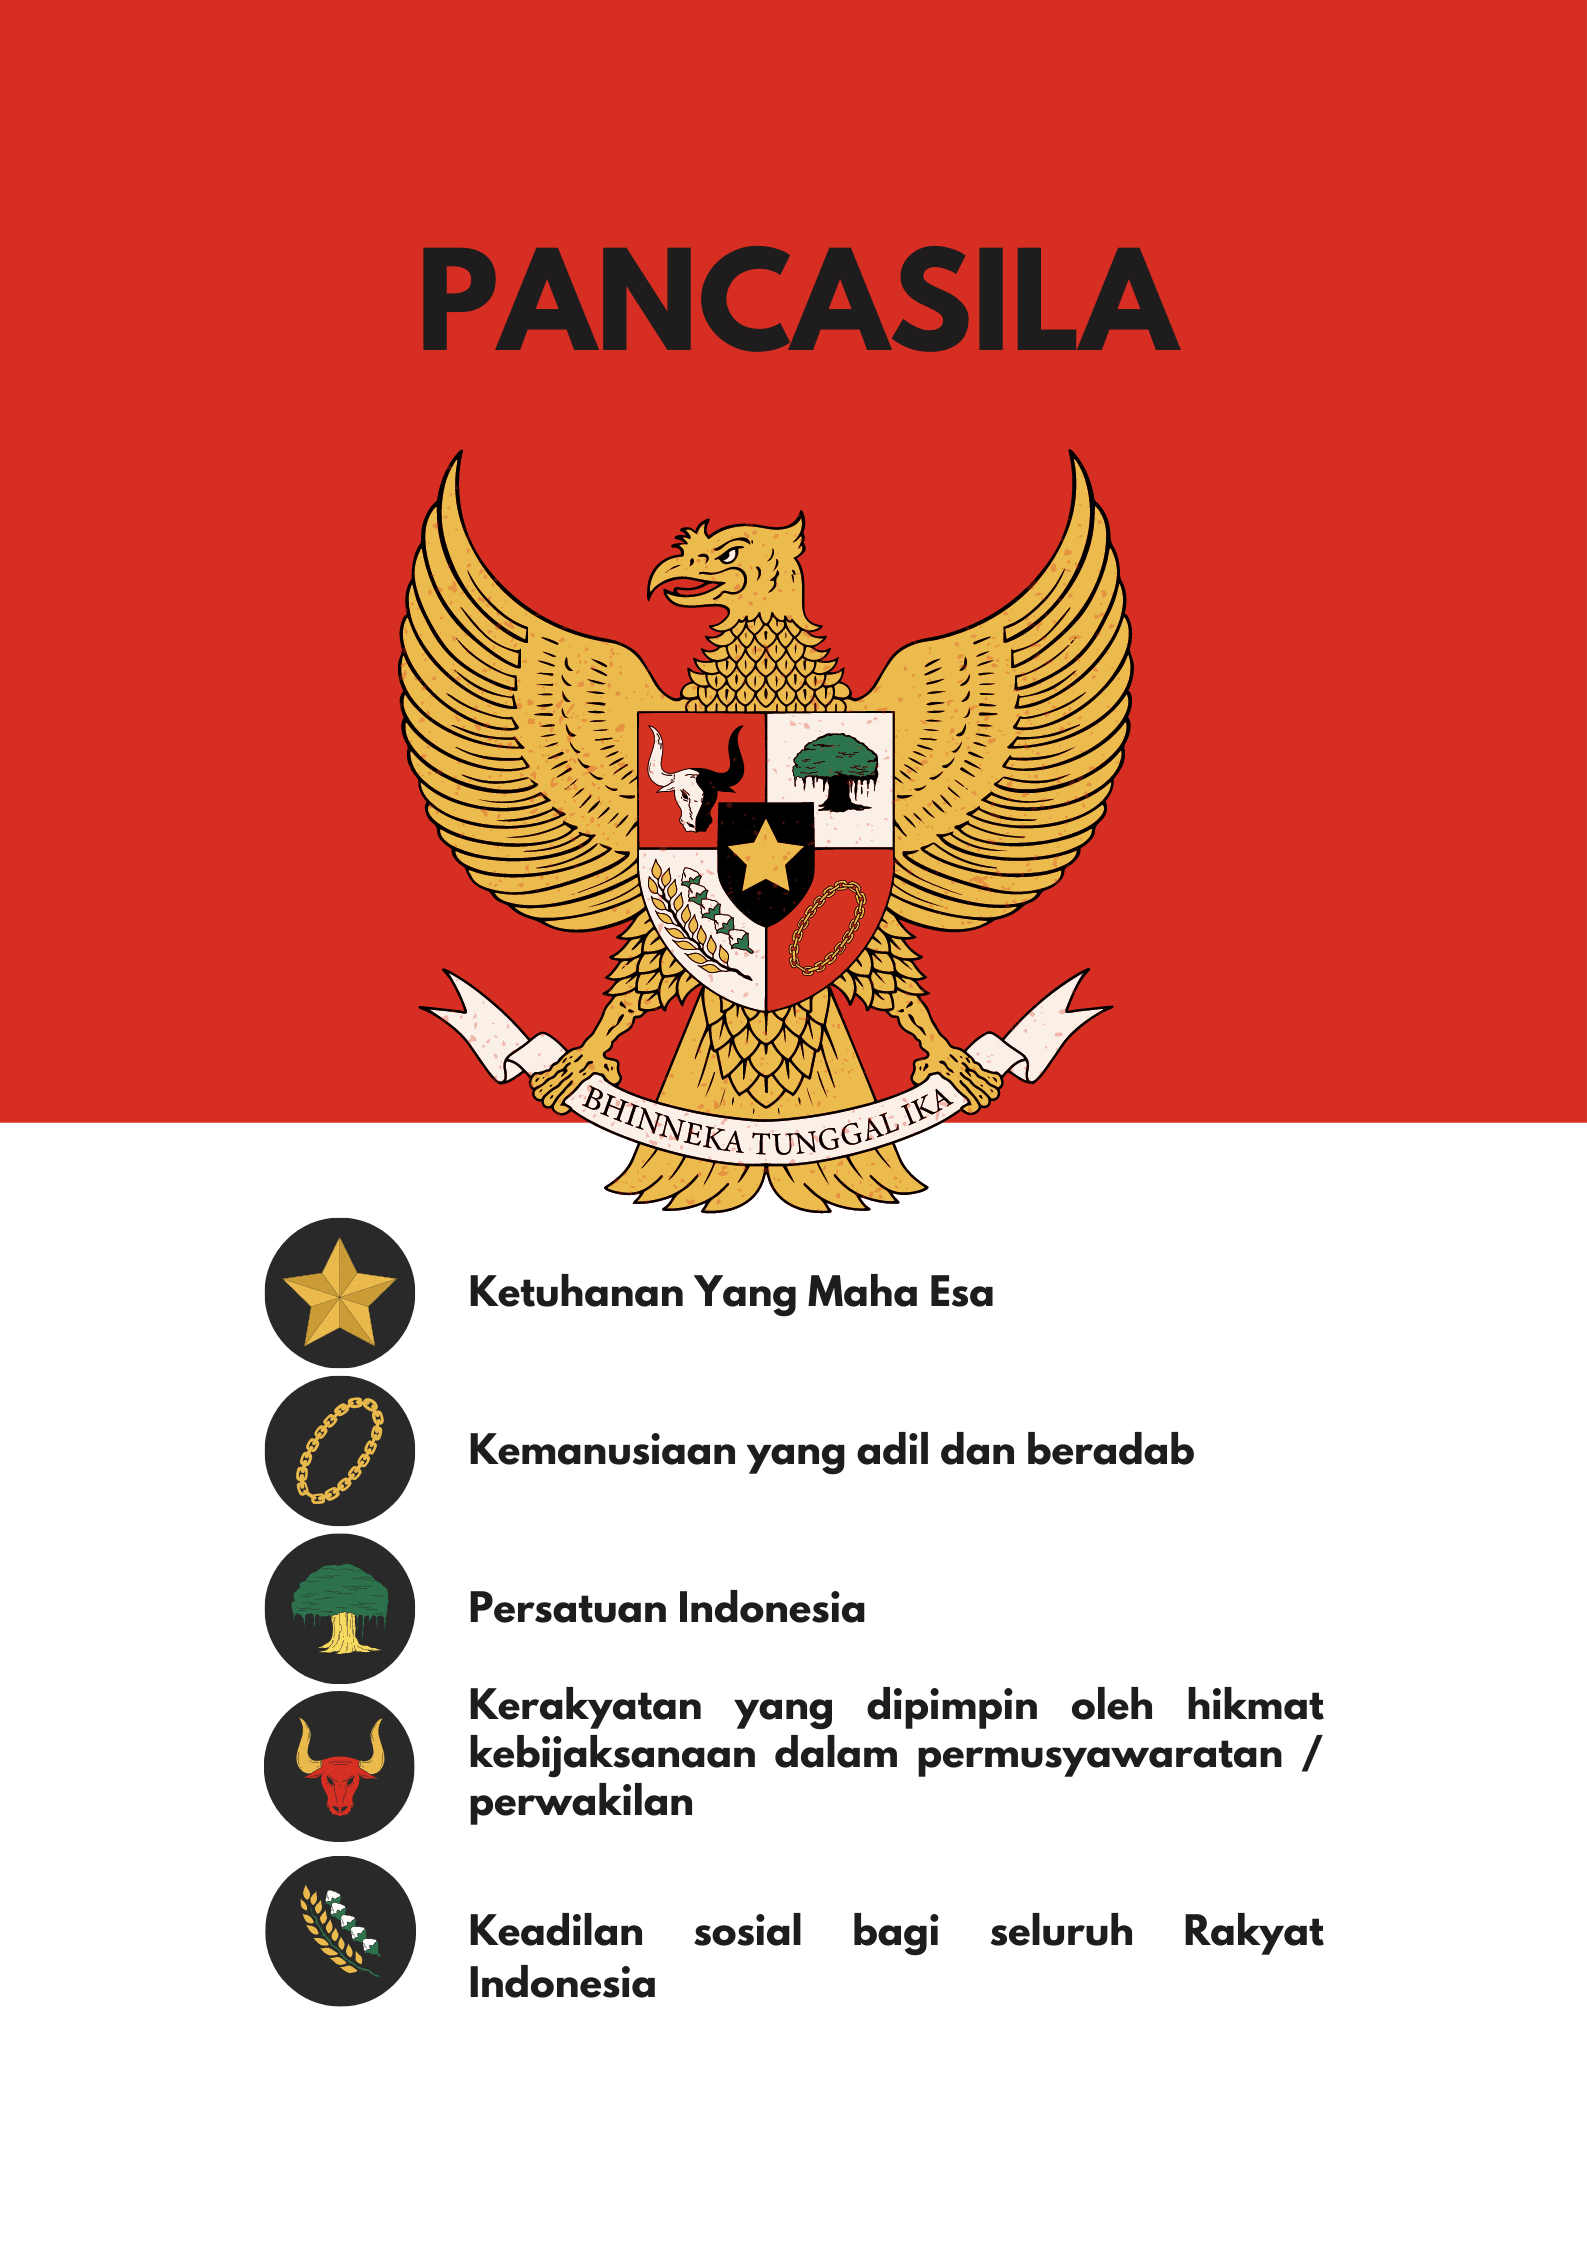 PANCASILA
BHINNEKA TUNGGAL IKA
Ketuhanan Yang Maha Esa
Kemanusiaan yang adil dan beradab
Persatuan Indonesia
Kerakyatan yang dipimpin oleh hikmat
kebijaksanaan dalam permusyawaratan /
perwakilan
Keadilan sosial bagi seluruh Rakyat
Indonesia